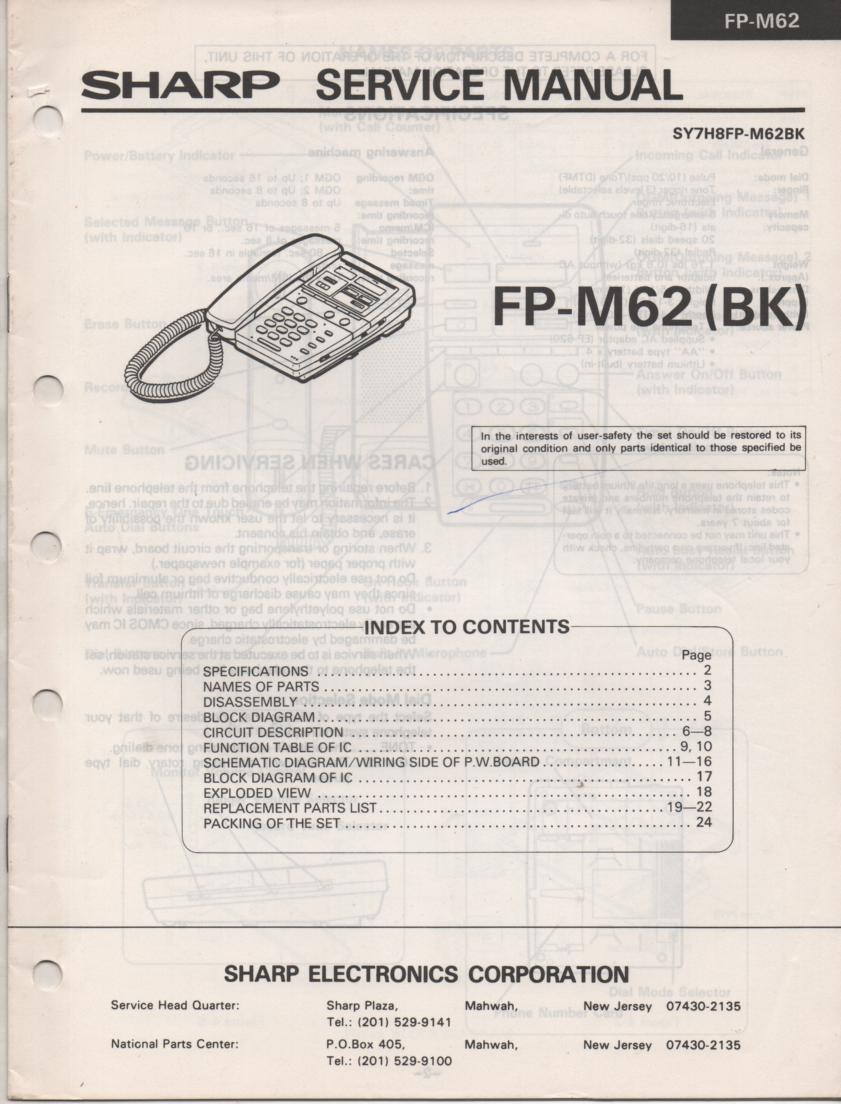 FP-M62
SHARP SERVICE MANUAL
SY7H8FP-M62BK
FP-M62 (BK)
In the interests of user-safety the set should be restored to its
original condition and only parts identical to those specified be
used.
INDEX TO CONTENTS
Page
SPECIFICATIONS ........ 2
NAMES OF PARTS ........ 3
DISASSEMBLY ........ 4
BLOCK DIAGRAM ........ 5
CIRCUIT DESCRIPTION ........ 6—8
FUNCTION TABLE OF IC ........ 9, 10
SCHEMATIC DIAGRAM/WIRING SIDE OF P.W.BOARD ........ 11—16
BLOCK DIAGRAM OF IC ........ 17
EXPLODED VIEW ........ 18
REPLACEMENT PARTS LIST ........ 19—22
PACKING OF THE SET ........ 24
SHARP ELECTRONICS CORPORATION
Service Head Quarter: Sharp Plaza, Mahwah, New Jersey 07430-2135
Tel.: (201) 529-9141
National Parts Center: P.O.Box 405, Mahwah, New Jersey 07430-2135
Tel.: (201) 529-9100